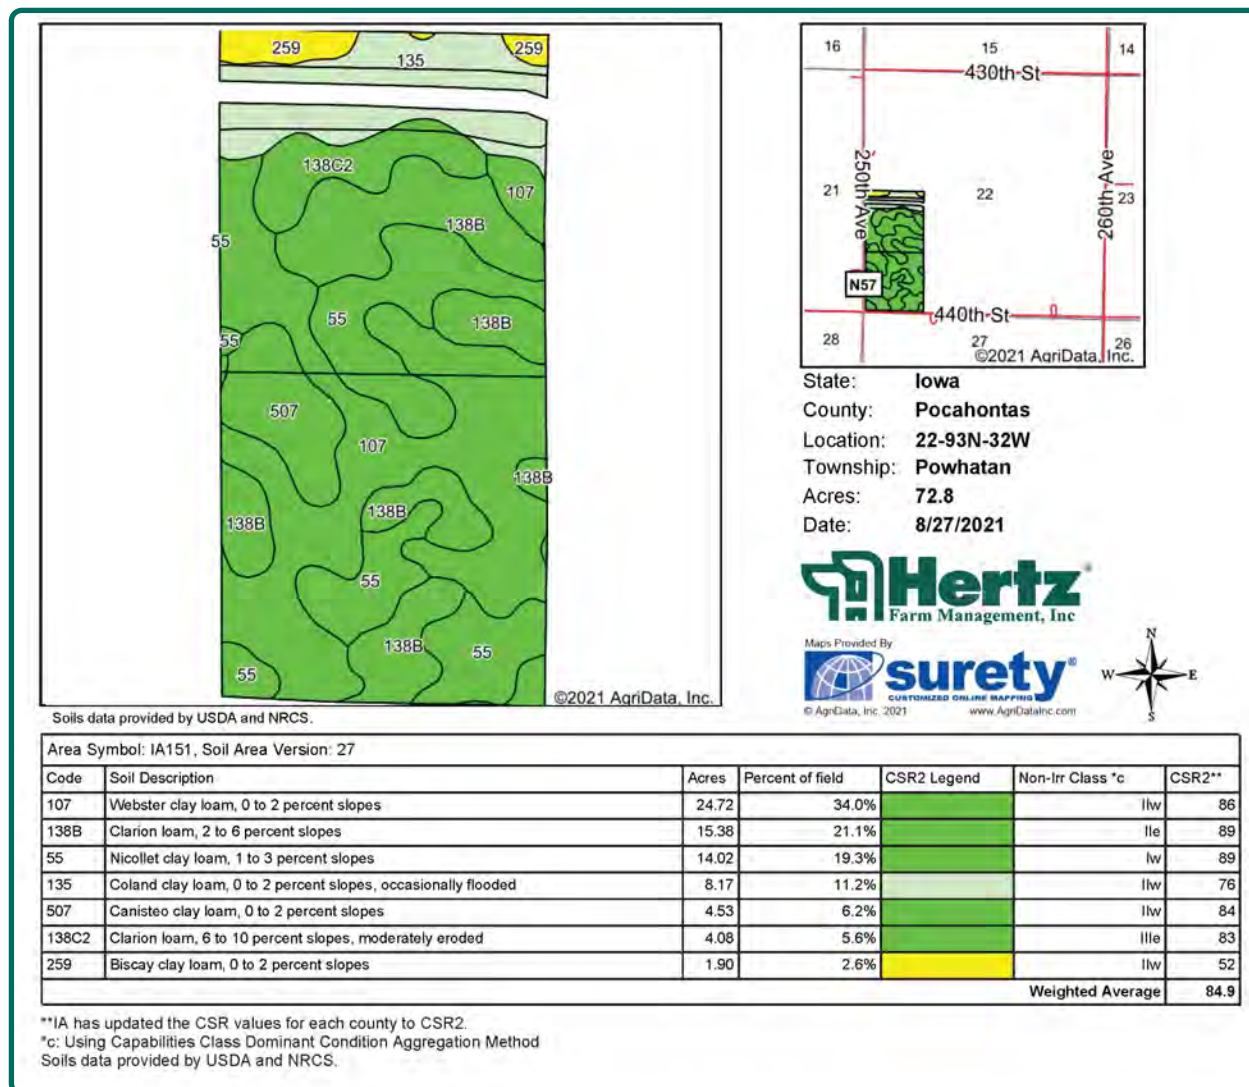 259
259
135
138C2
107
138B
55
55
138B
55
507
107
138B
138B
138B
55
138B
55
55
©2021 AgriData, Inc.
Soils data provided by USDA and NRCS.
16
15
14
430th St
250th Ave
260th Ave
21
22
23
N57
440th St
28
27
26
©2021 AgriData, Inc.
State: Iowa
County: Pocahontas
Location: 22-93N-32W
Township: Powhatan
Acres: 72.8
Date: 8/27/2021
Hertz®
Farm Management, Inc
Maps Provided By
surety®
CUSTOMIZED ONLINE MAPPING
© AgriData, Inc. 2021 www.AgriDataInc.com
N
W E
S
Area Symbol: IA151, Soil Area Version: 27
Code Soil Description Acres Percent of field CSR2 Legend Non-Irr Class *c CSR2**
107 Webster clay loam, 0 to 2 percent slopes 24.72 34.0% IIw 86
138B Clarion loam, 2 to 6 percent slopes 15.38 21.1% IIe 89
55 Nicollet clay loam, 1 to 3 percent slopes 14.02 19.3% Iw 89
135 Coland clay loam, 0 to 2 percent slopes, occasionally flooded 8.17 11.2% IIw 76
507 Canisteo clay loam, 0 to 2 percent slopes 4.53 6.2% IIw 84
138C2 Clarion loam, 6 to 10 percent slopes, moderately eroded 4.08 5.6% IIIe 83
259 Biscay clay loam, 0 to 2 percent slopes 1.90 2.6% IIw 52
Weighted Average 84.9
**IA has updated the CSR values for each county to CSR2.
*c: Using Capabilities Class Dominant Condition Aggregation Method
Soils data provided by USDA and NRCS.